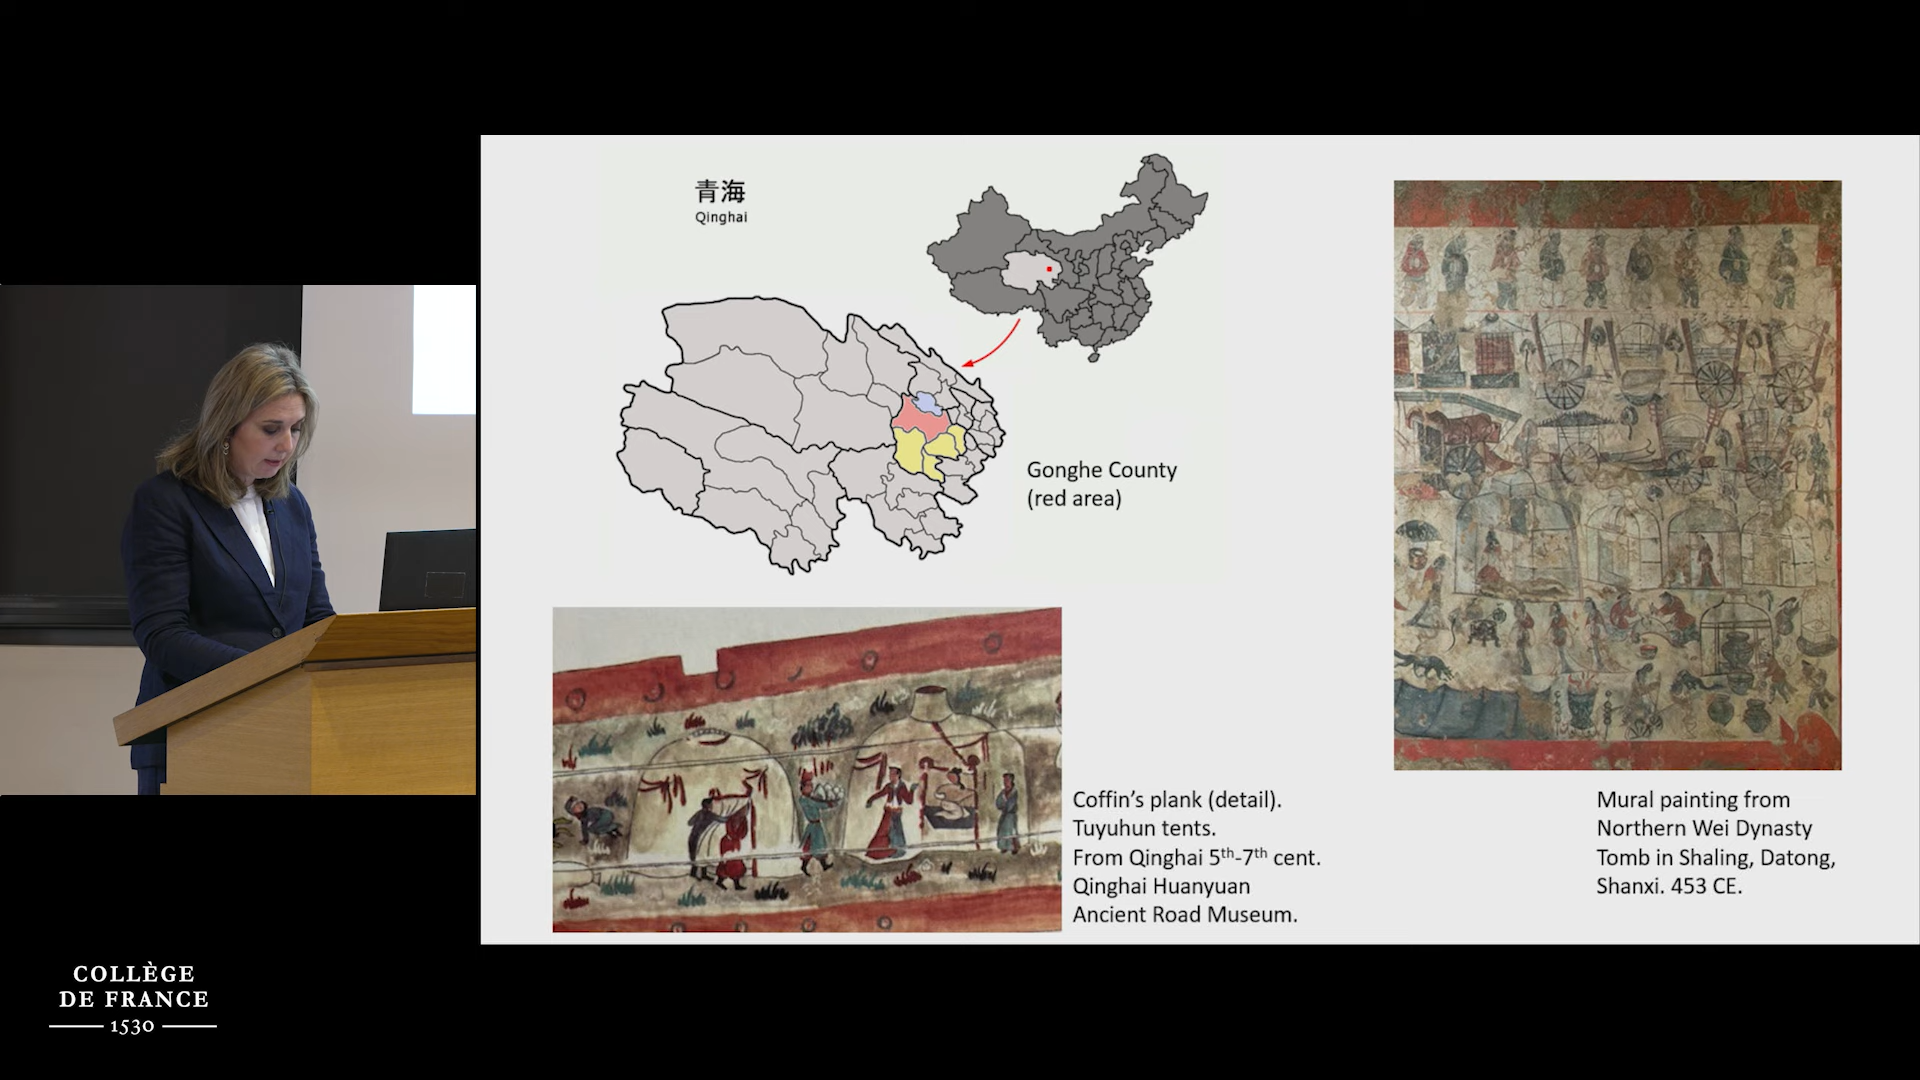 青海
Qinghai
Gonghe County
(red area)
Coffin’s plank (detail).
Tuyuhun tents.
From Qinghai 5th-7th cent.
Qinghai Huanyuan
Ancient Road Museum.
Mural painting from
Northern Wei Dynasty
Tomb in Shaling, Datong,
Shanxi. 453 CE.
COLLÈGE
DE FRANCE
1530